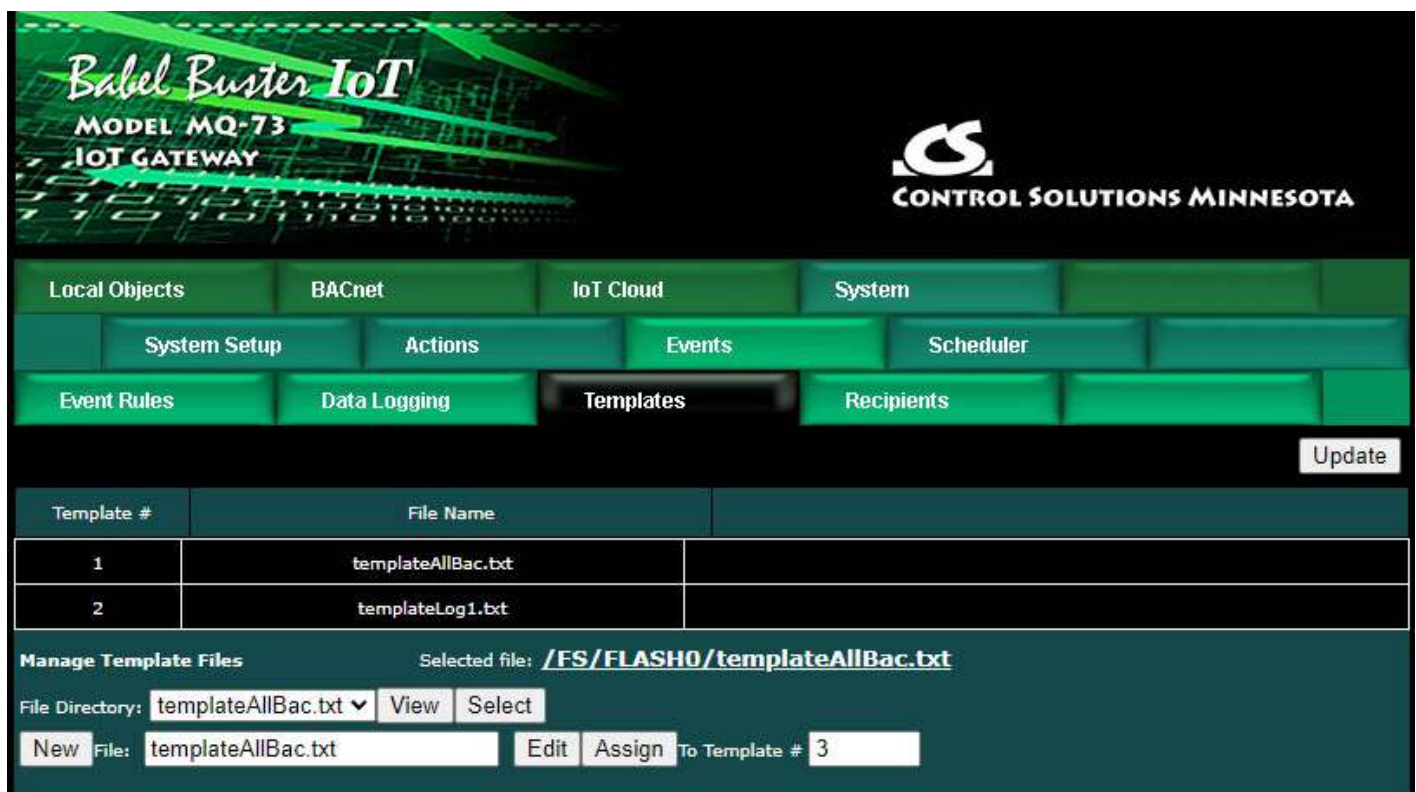 Babel Buster IoT
MODEL MQ-73
IOT GATEWAY
CS
CONTROL SOLUTIONS MINNESOTA
Local Objects BACnet IoT Cloud System
System Setup Actions Events Scheduler
Event Rules Data Logging Templates Recipients
Update
Template # File Name
1 templateAllBac.txt
2 templateLog1.txt
Manage Template Files Selected file: /FS/FLASH0/templateAllBac.txt
File Directory: templateAllBac.txt View Select
New File: templateAllBac.txt Edit Assign To Template # 3